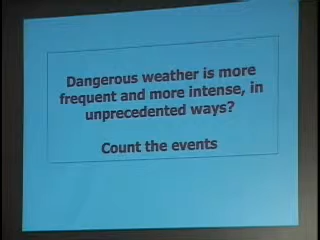 Dangerous weather is more
frequent and more intense, in
unprecedented ways?
Count the events